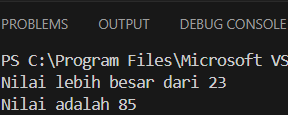 PROBLEMS OUTPUT DEBUG CONSOLE
PS C:\Program Files\Microsoft VS
Nilai lebih besar dari 23
Nilai adalah 85